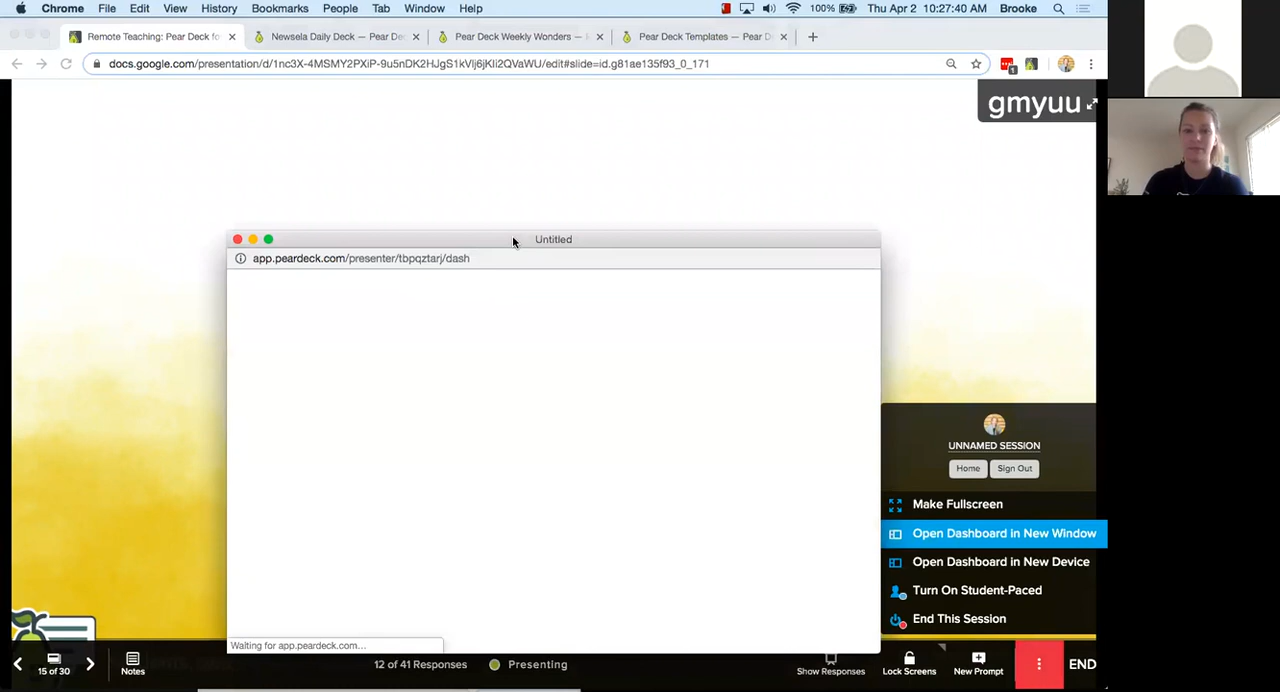 Chrome File Edit View History Bookmarks People Tab Window Help 100% Thu Apr 2 10:27:40 AM Brooke
Remote Teaching: Pear Deck fo Newsela Daily Deck — Pear De Pear Deck Weekly Wonders — Pear Deck Templates — Pear D
docs.google.com/presentation/d/1nc3X-4MSMY2PXiP-9u5nDK2HJgS1kVlj6jKIi2QVaWU/edit#slide=id.g81ae135f93_0_171
1
gmyuu
Untitled
app.peardeck.com/presenter/tbpqztarj/dash
UNNAMED SESSION
Home Sign Out
Make Fullscreen
Open Dashboard in New Window
Open Dashboard in New Device
Turn On Student-Paced
End This Session
Waiting for app.peardeck.com...
15 of 30 Notes 12 of 41 Responses Presenting Show Responses Lock Screens New Prompt END